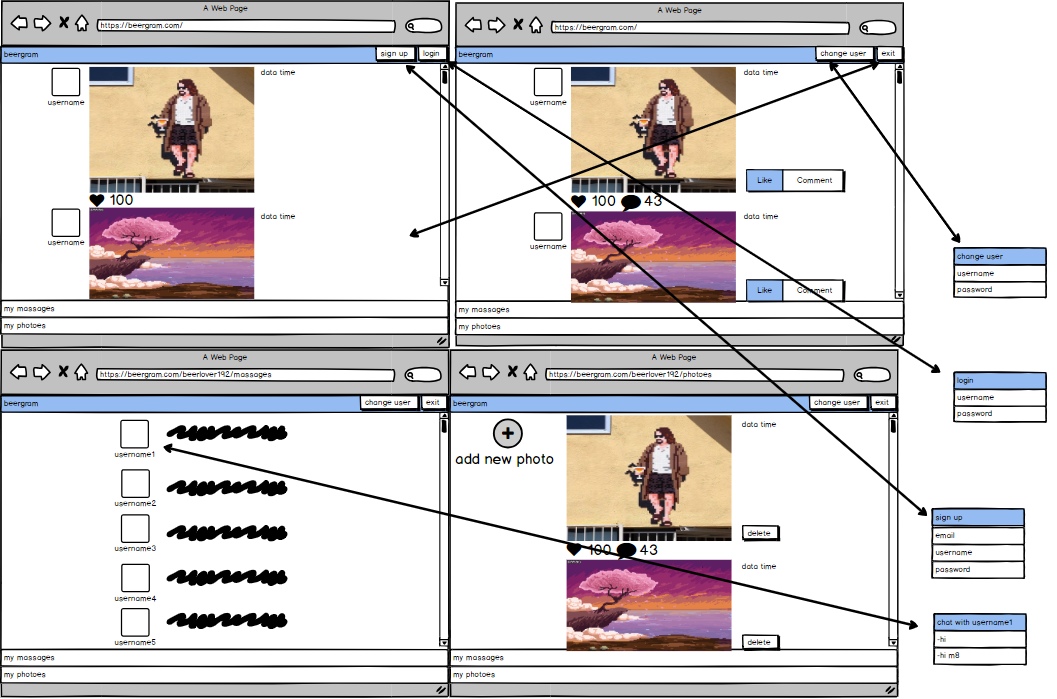 A Web Page
https://beergram.com/
beergram
sign up
login
username
data time
100
username
data time
my massages
my photoes
A Web Page
https://beergram.com/
beergram
change user
exit
username
data time
Like
Comment
100
43
username
data time
Like
Comment
my massages
my photoes
A Web Page
https://beergram.com/beerlover192/massages
beergram
change user
exit
username1
username2
username3
username4
username5
my massages
my photoes
A Web Page
https://beergram.com/beerlover192/photoes
beergram
change user
exit
add new photo
data time
delete
100
43
data time
delete
my massages
my photoes
change user
username
password
login
username
password
sign up
email
username
password
chat with username1
-hi
-hi m8